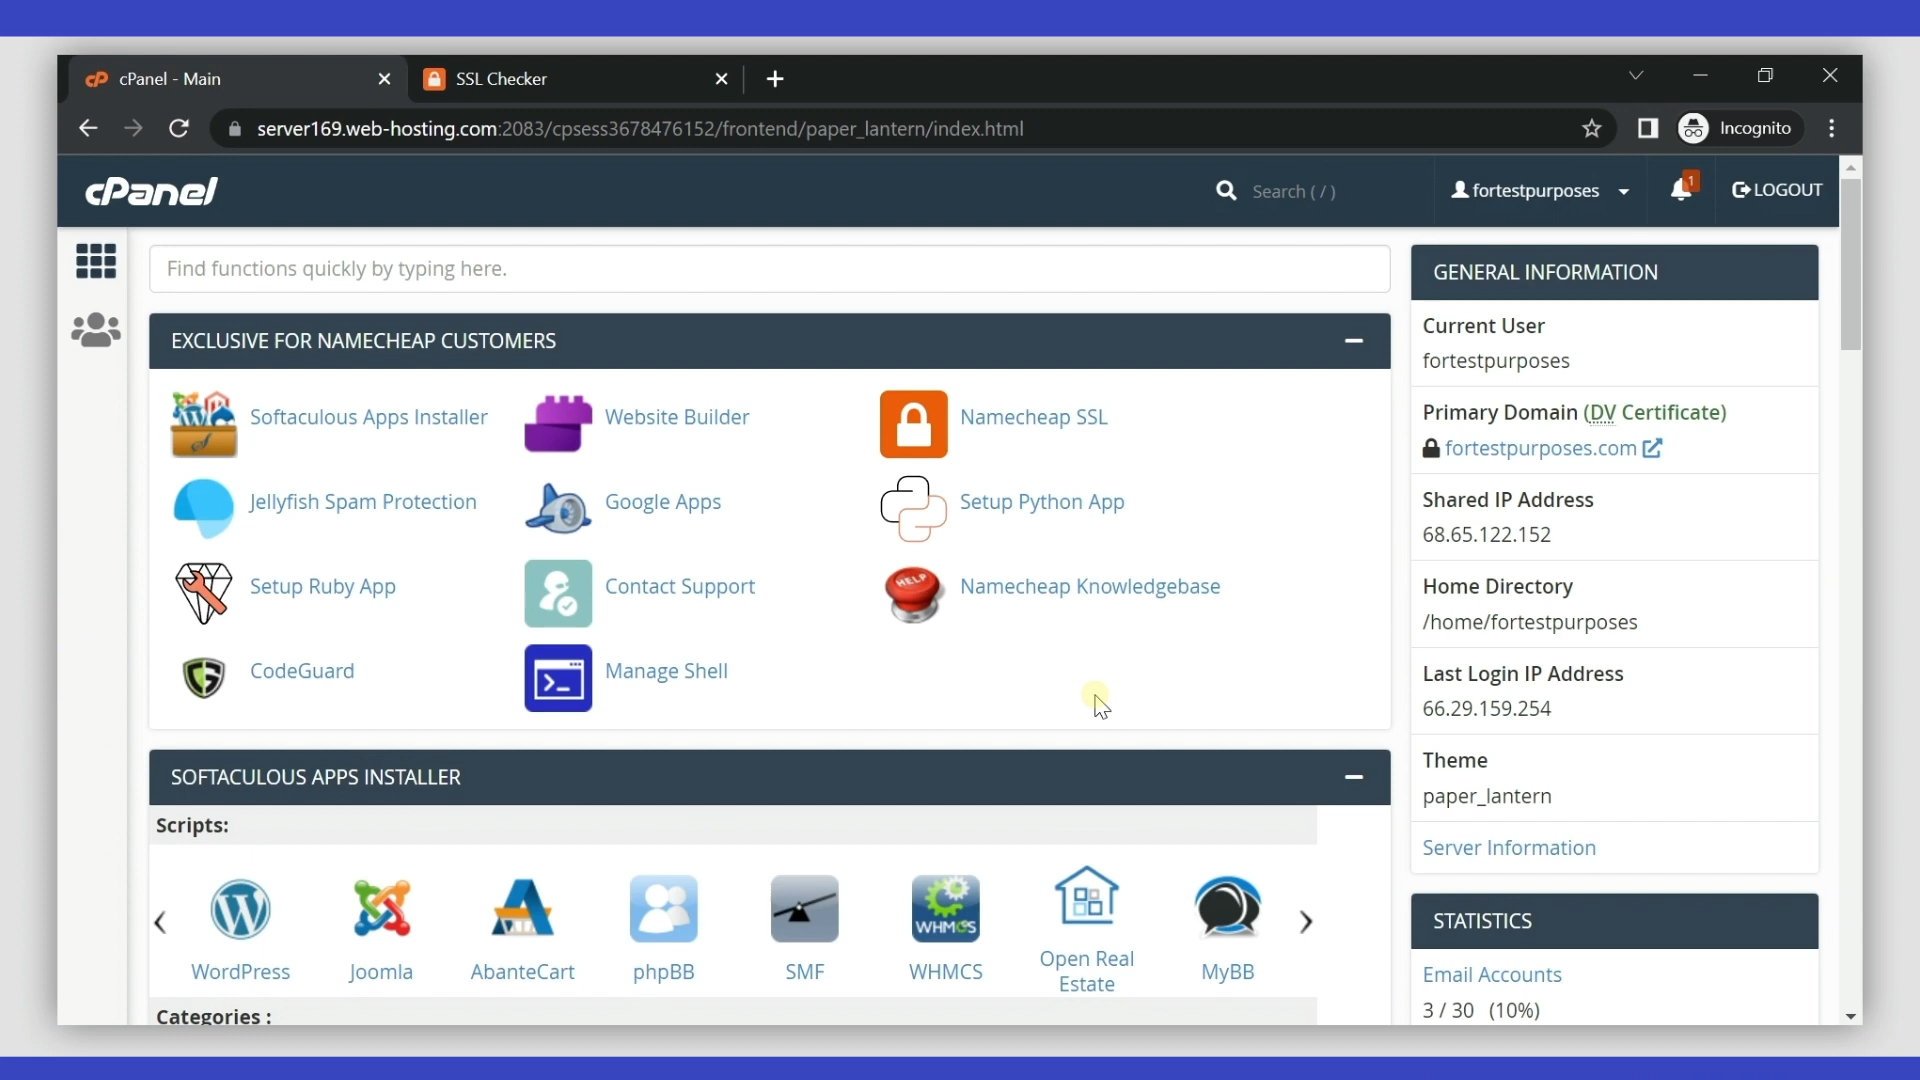 cPanel - Main
SSL Checker
server169.web-hosting.com:2083/cpsess3678476152/frontend/paper_lantern/index.html
Incognito
cPanel
Search ( / )
fortestpurposes
1
LOGOUT
Find functions quickly by typing here.
EXCLUSIVE FOR NAMECHEAP CUSTOMERS
Softaculous Apps Installer
Website Builder
Namecheap SSL
Jellyfish Spam Protection
Google Apps
Setup Python App
Setup Ruby App
Contact Support
HELP
Namecheap Knowledgebase
CodeGuard
Manage Shell
SOFTACULOUS APPS INSTALLER
Scripts:
WHMCS
WordPress
Joomla
AbanteCart
phpBB
SMF
WHMCS
Open Real
Estate
MyBB
Categories :
GENERAL INFORMATION
Current User
fortestpurposes
Primary Domain (DV Certificate)
fortestpurposes.com
Shared IP Address
68.65.122.152
Home Directory
/home/fortestpurposes
Last Login IP Address
66.29.159.254
Theme
paper_lantern
Server Information
STATISTICS
Email Accounts
3 / 30 (10%)